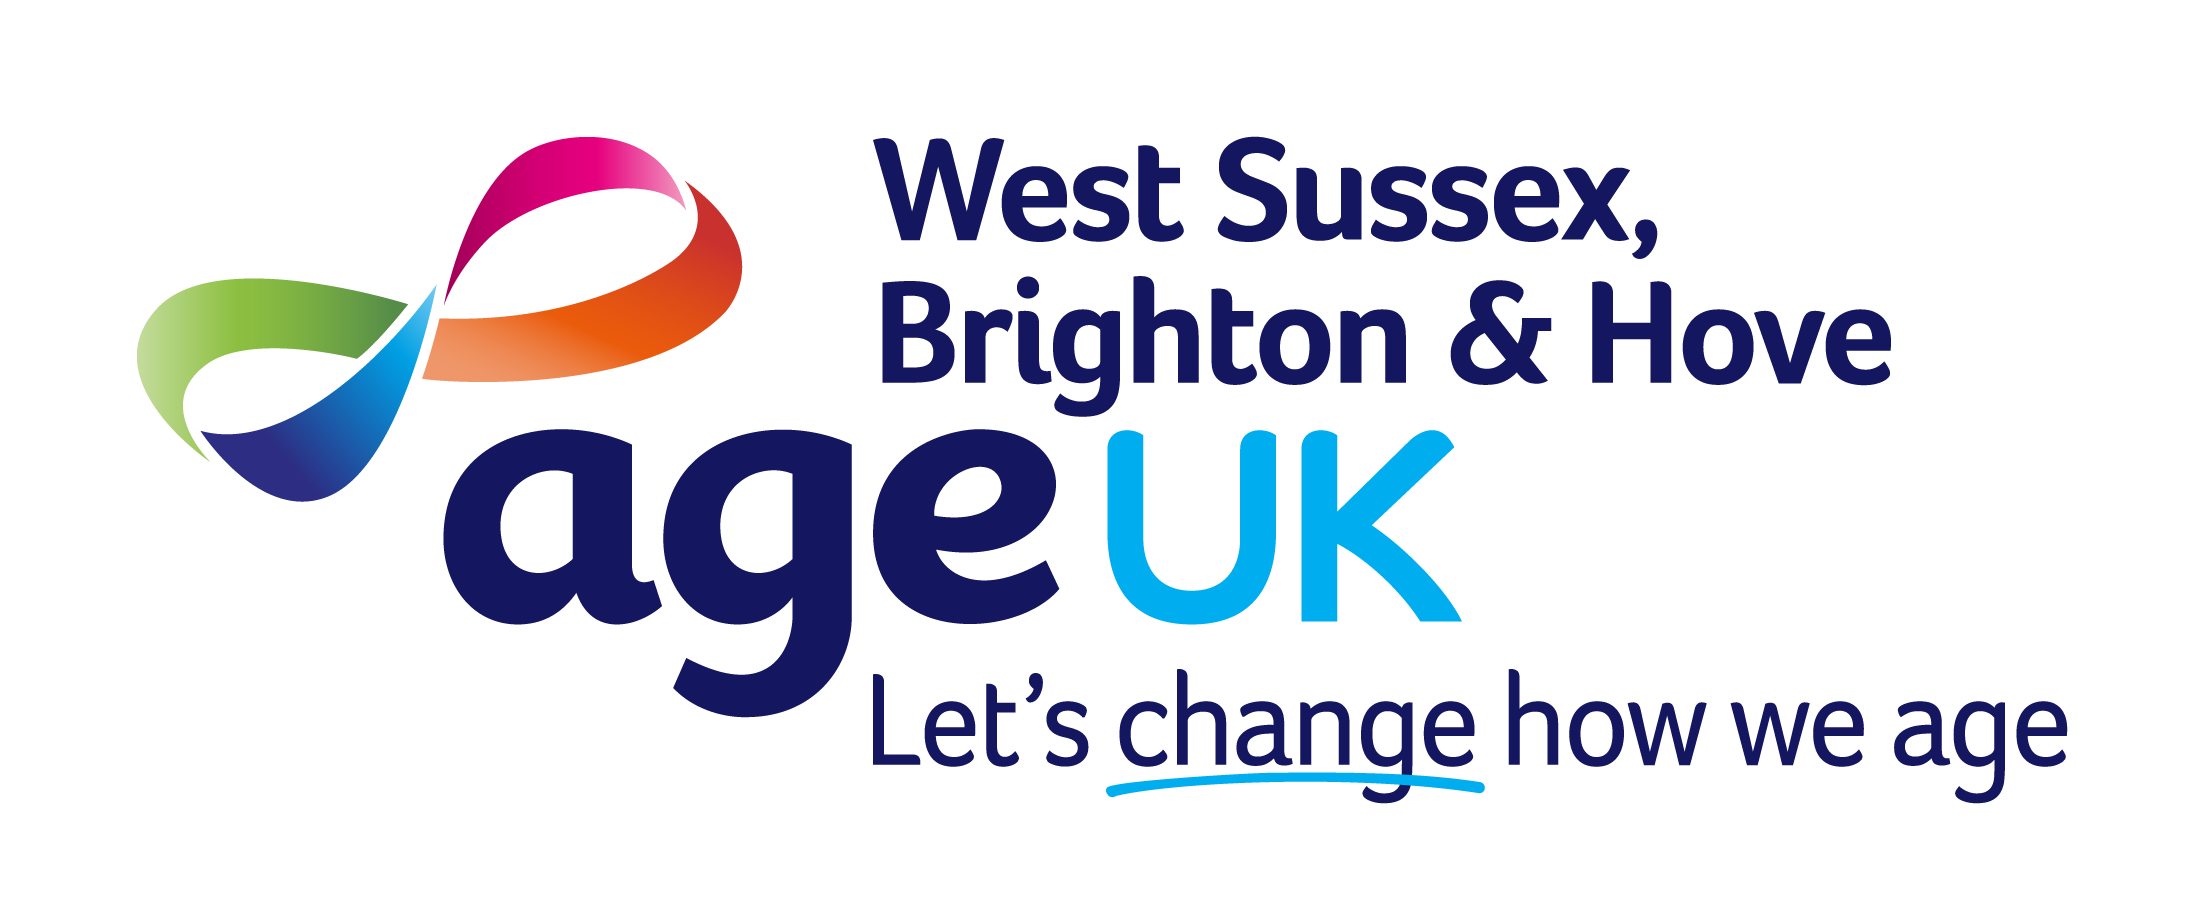 West Sussex,
Brighton & Hove
age UK
Let’s change how we age